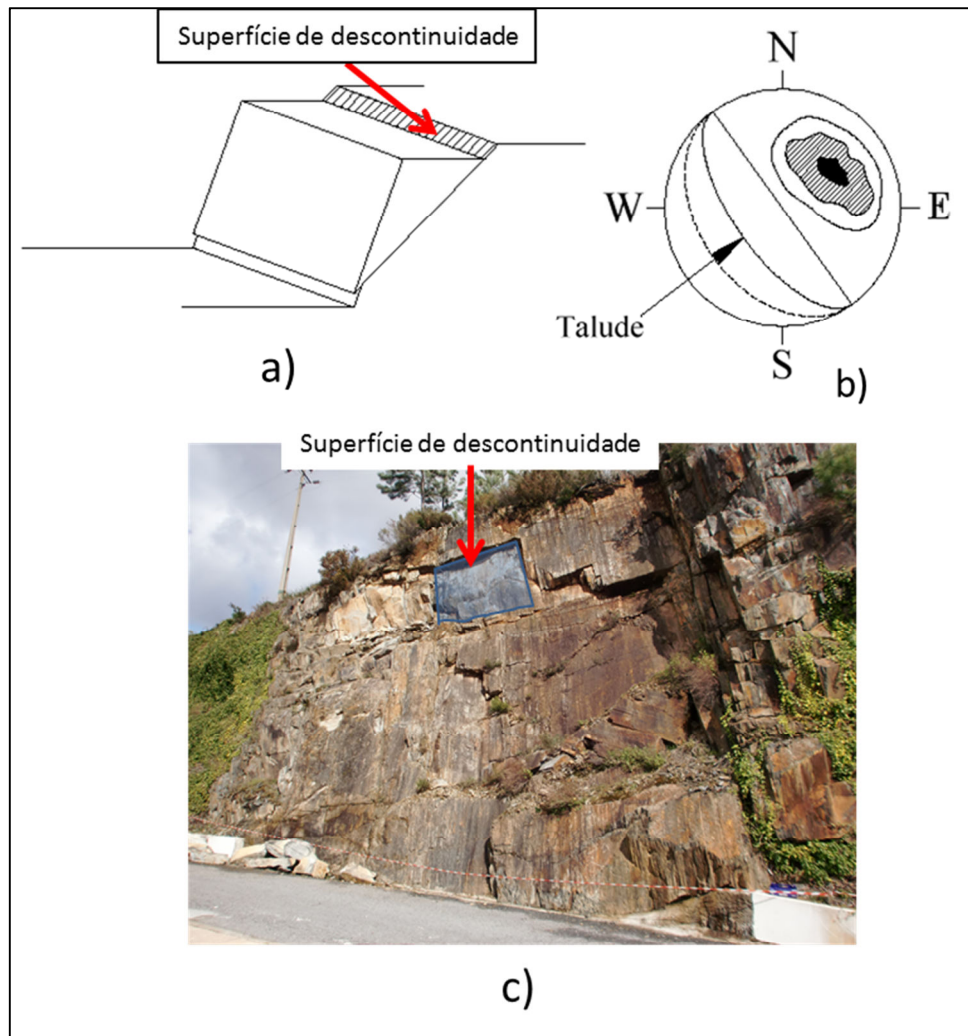 Superfície de descontinuidade
a)
N
W
E
S
Talude
b)
Superfície de descontinuidade
c)